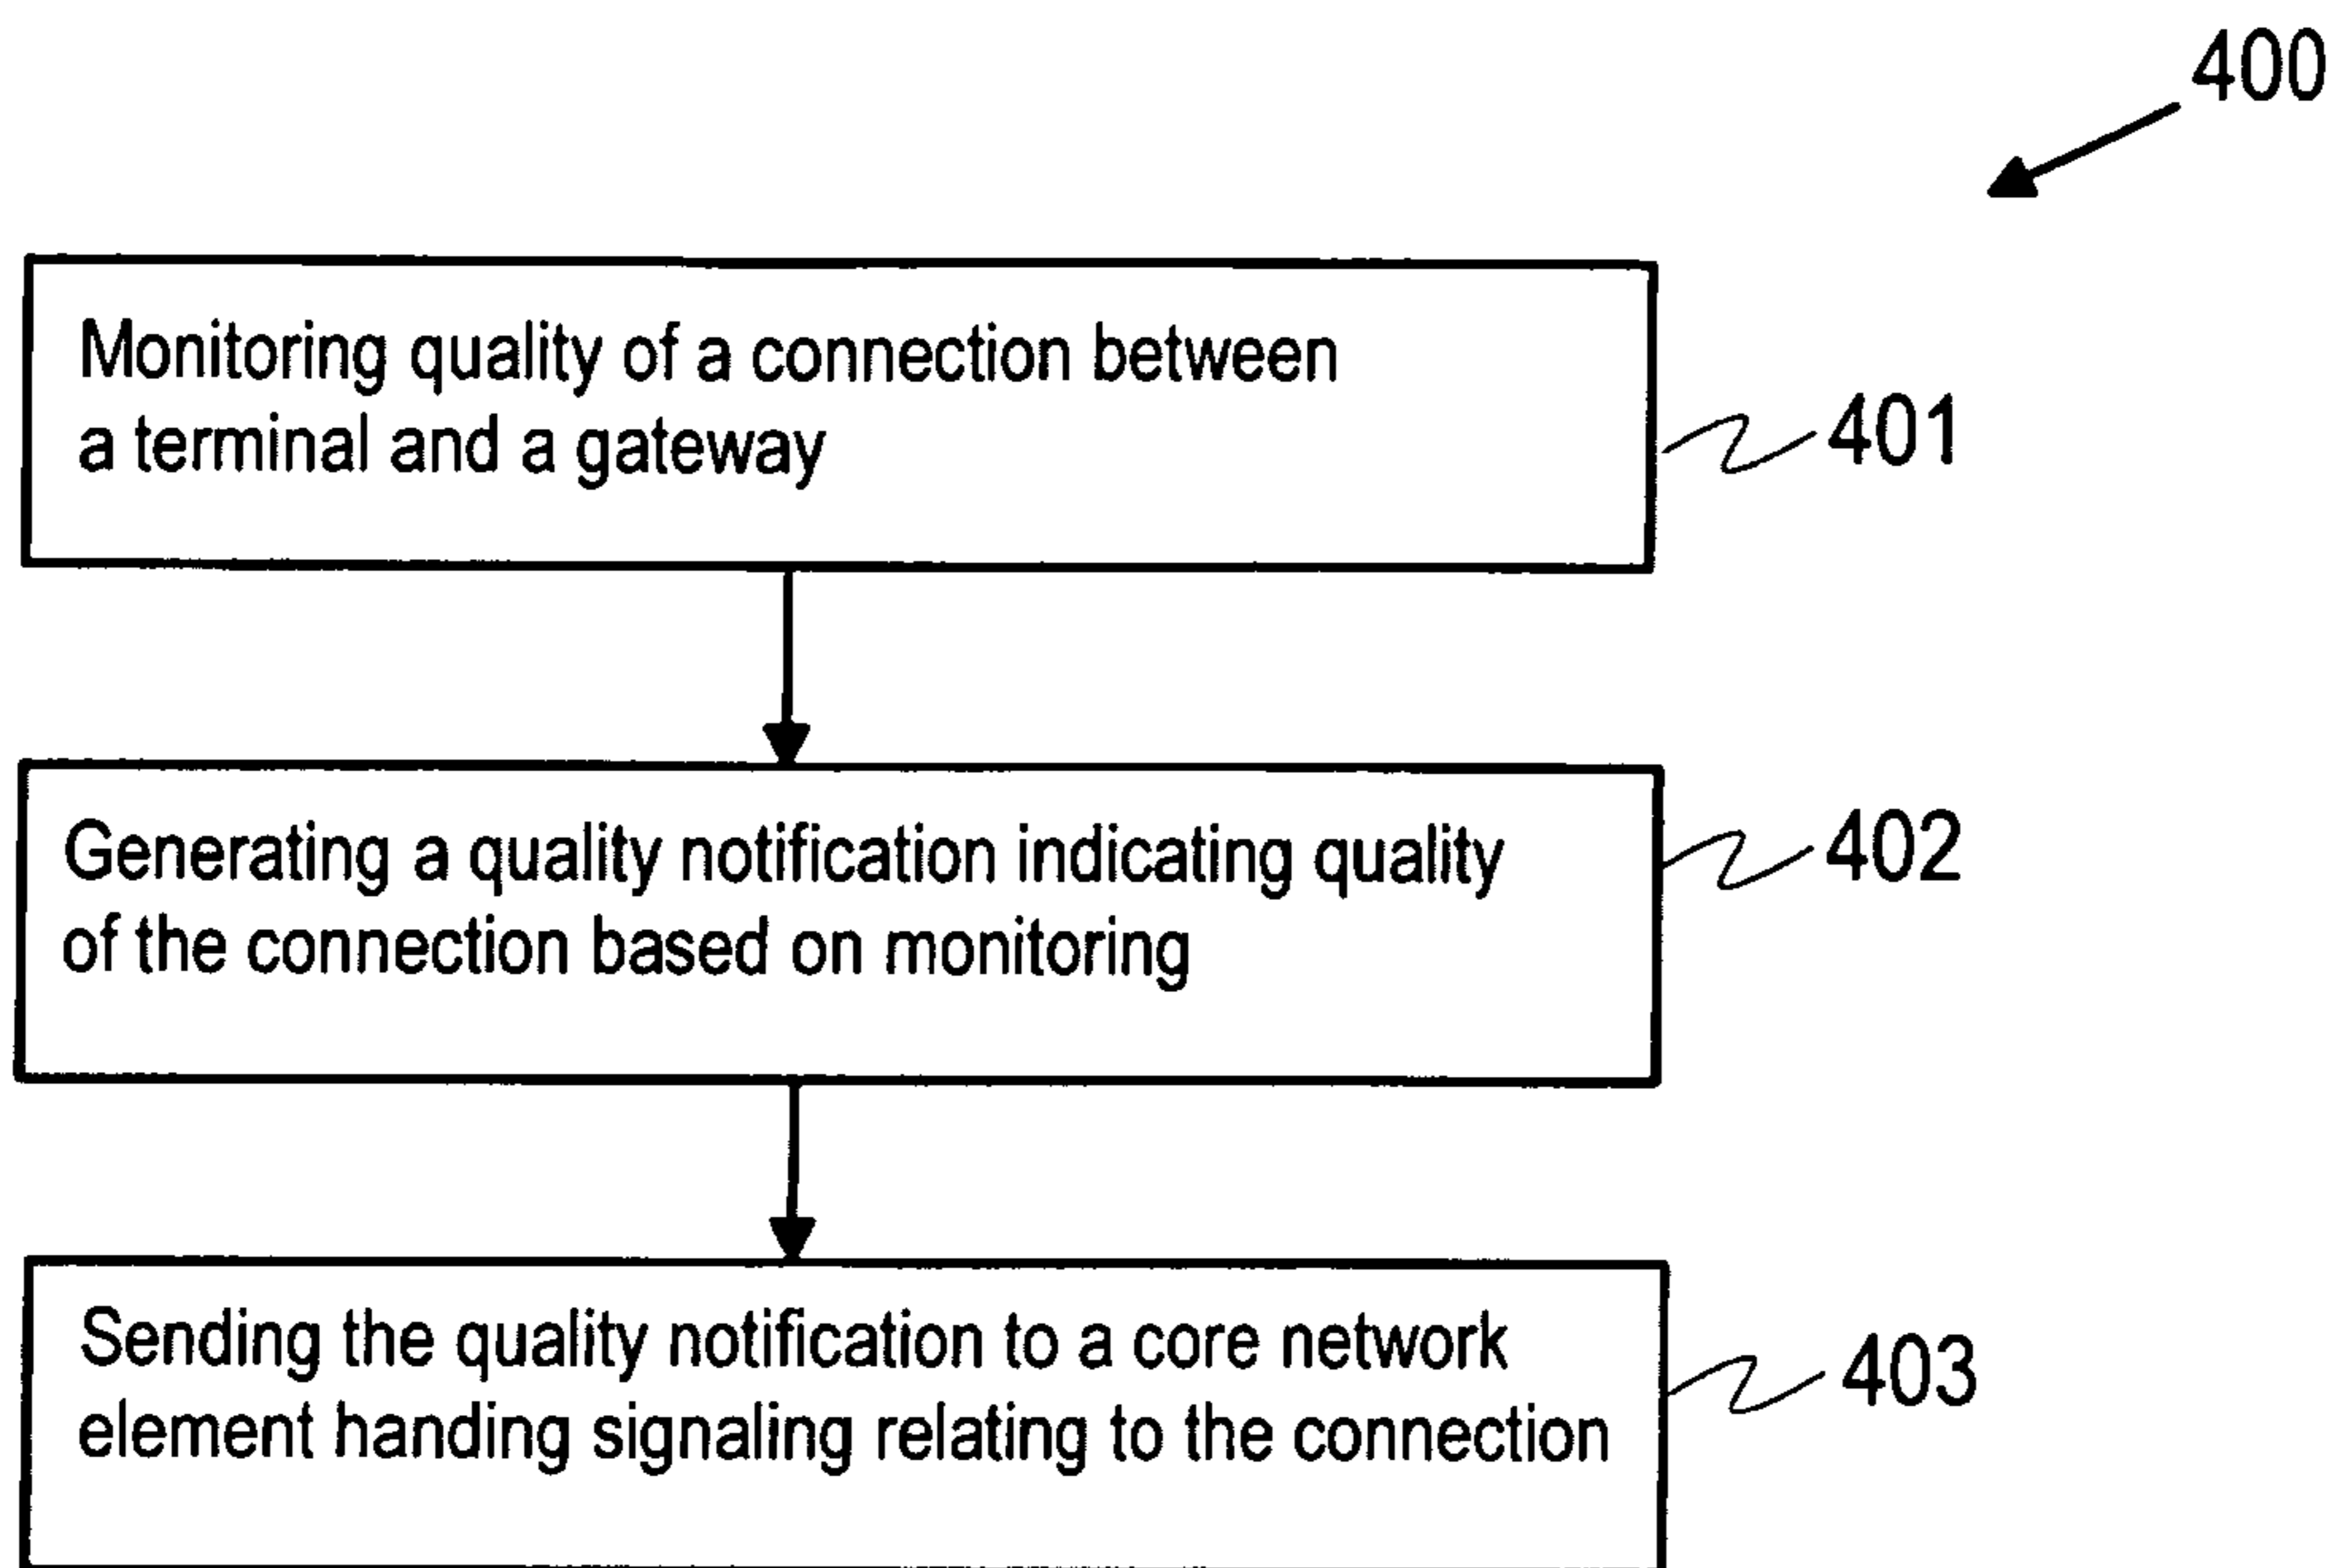 400
Monitoring quality of a connection between
a terminal and a gateway
401
Generating a quality notification indicating quality
of the connection based on monitoring
402
Sending the quality notification to a core network
element handing signaling relating to the connection
403